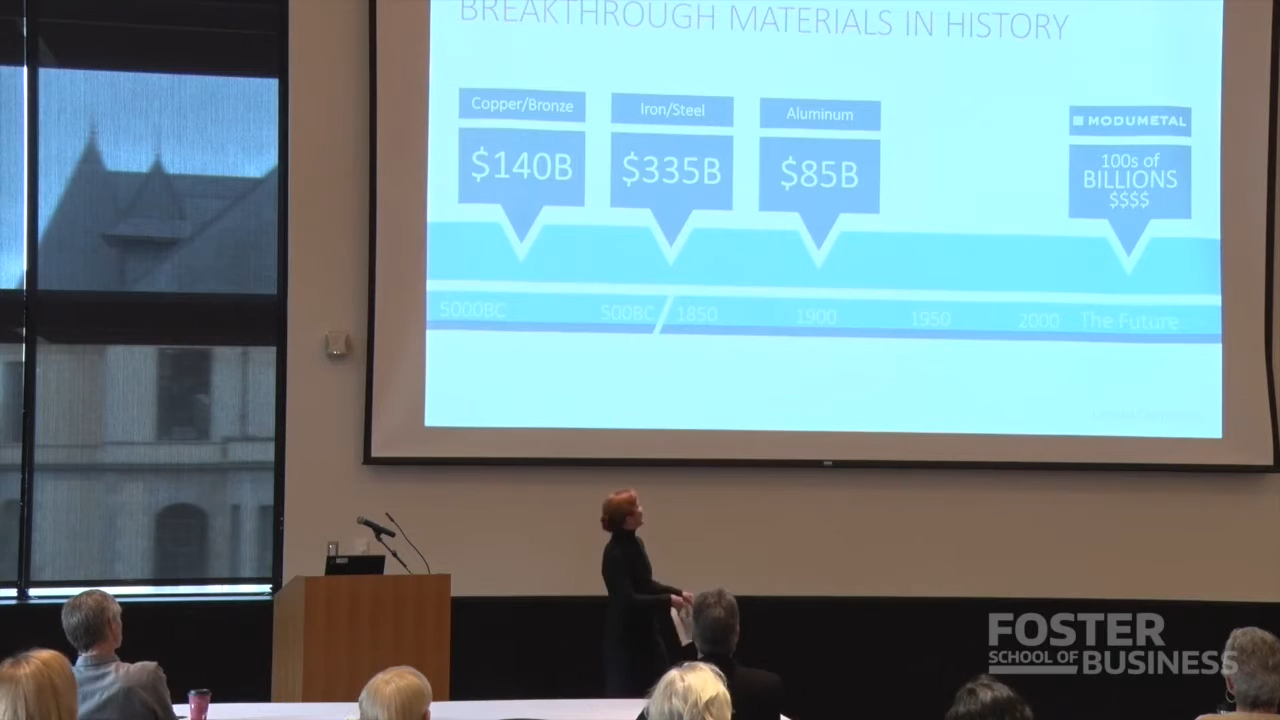 BREAKTHROUGH MATERIALS IN HISTORY
Copper/Bronze
$140B
Iron/Steel
$335B
Aluminum
$85B
MODUMETAL
100s of
BILLIONS
$$$$
5000BC 500BC 1850 1900 1950 2000 The Future
FOSTER
SCHOOL OF BUSINESS